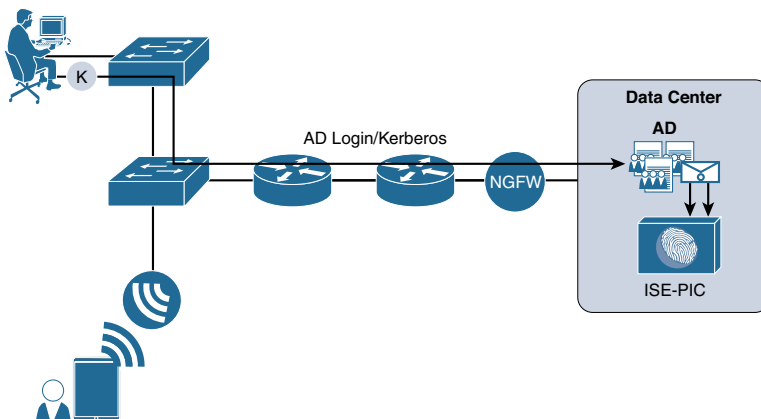 K
Data Center
AD
AD Login/Kerberos
NGFW
ISE-PIC